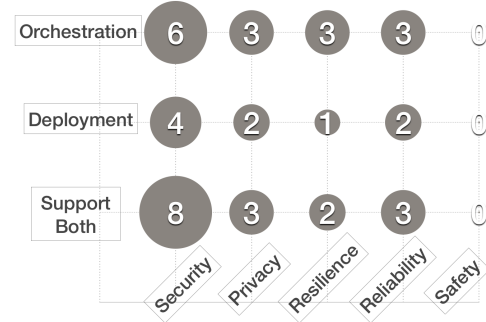 Orchestration 6 3 3 3 0
Deployment 4 2 1 2 0
Support
Both
8 3 2 3 0
Security Privacy Resilience Reliability Safety